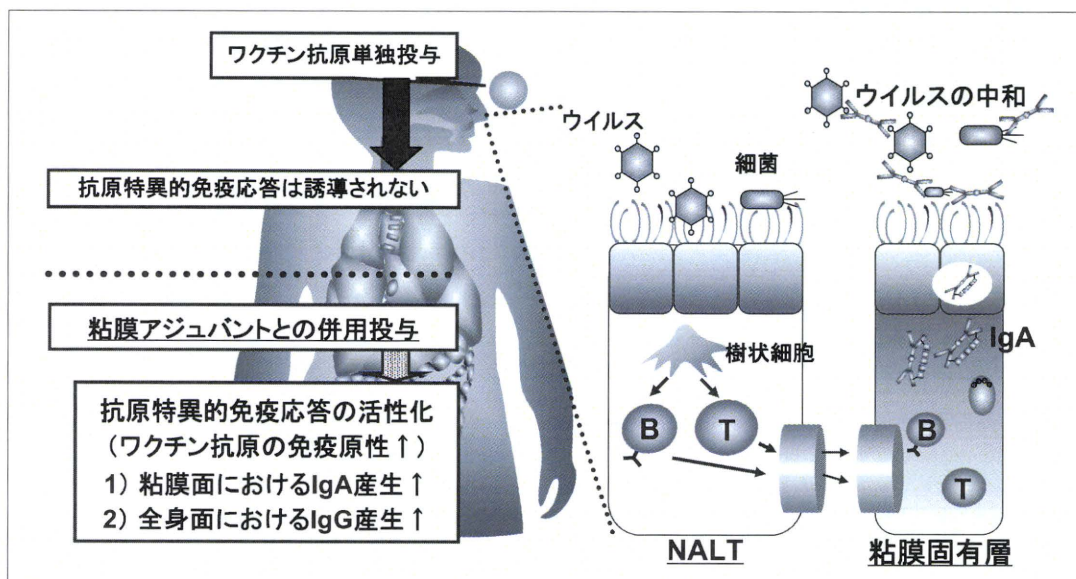 ワクチン抗原単独投与
抗原特異的免疫応答は誘導されない
粘膜アジュバントとの併用投与
抗原特異的免疫応答の活性化
(ワクチン抗原の免疫原性↑)
1) 粘膜面におけるIgA産生↑
2) 全身面におけるIgG産生↑
ウイルス
細菌
樹状細胞
B
T
NALT
ウイルスの中和
IgA
B
T
粘膜固有層